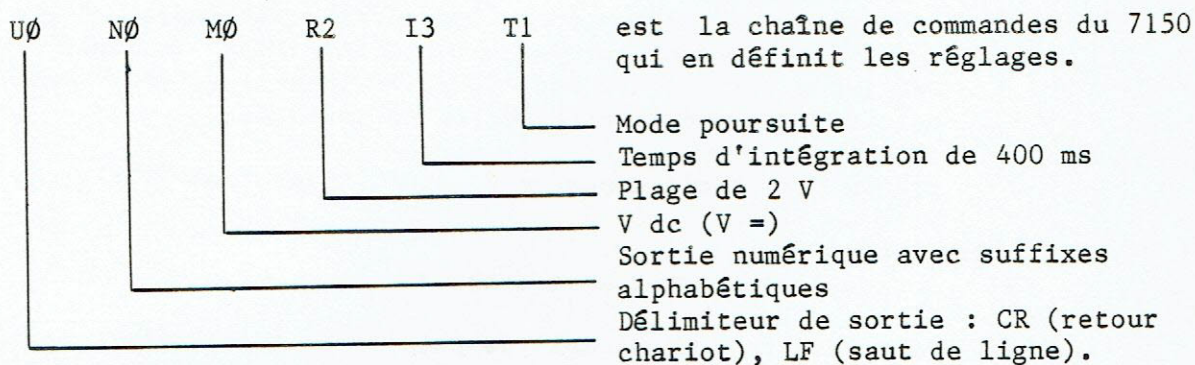 UØ NØ MØ R2 I3 T1 est la chaîne de commandes du 7150
qui en définit les réglages.
Mode poursuite
Temps d'intégration de 400 ms
Plage de 2 V
V dc (V =)
Sortie numérique avec suffixes
alphabétiques
Délimiteur de sortie : CR (retour
chariot), LF (saut de ligne).